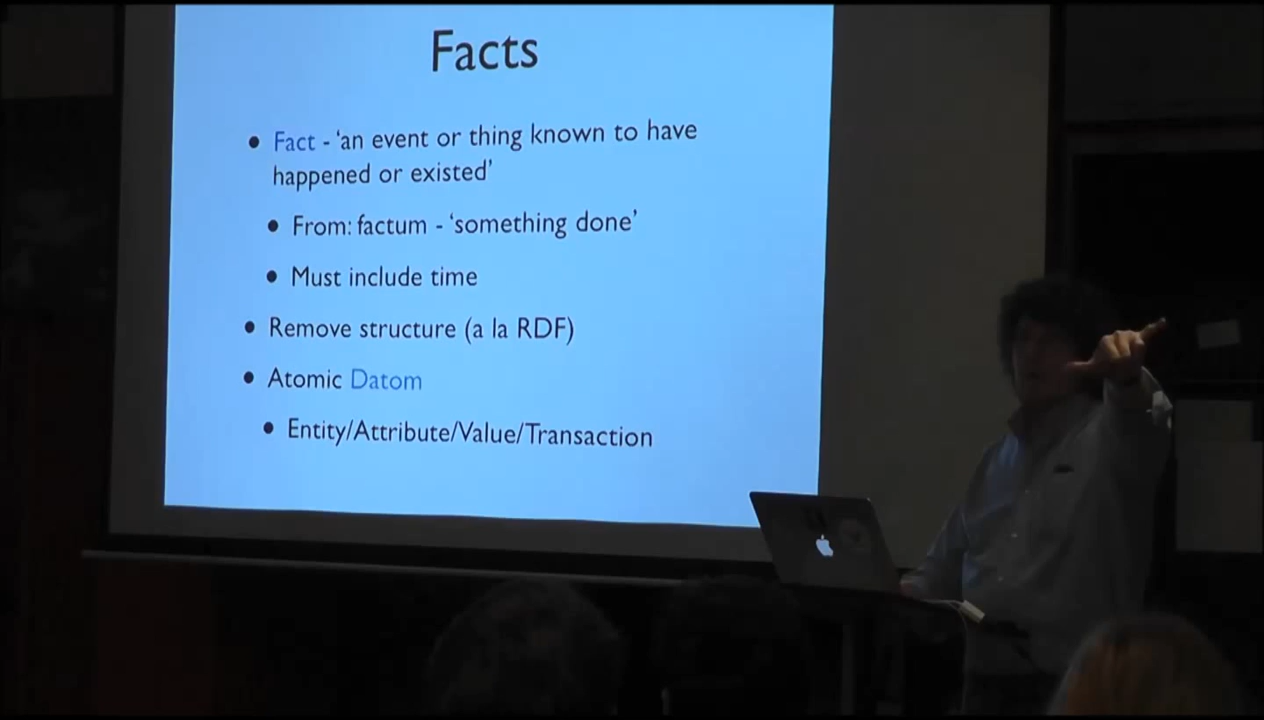 Facts
• Fact - ‘an event or thing known to have
happened or existed’
• From: factum - ‘something done’
• Must include time
• Remove structure (a la RDF)
• Atomic Datom
• Entity/Attribute/Value/Transaction